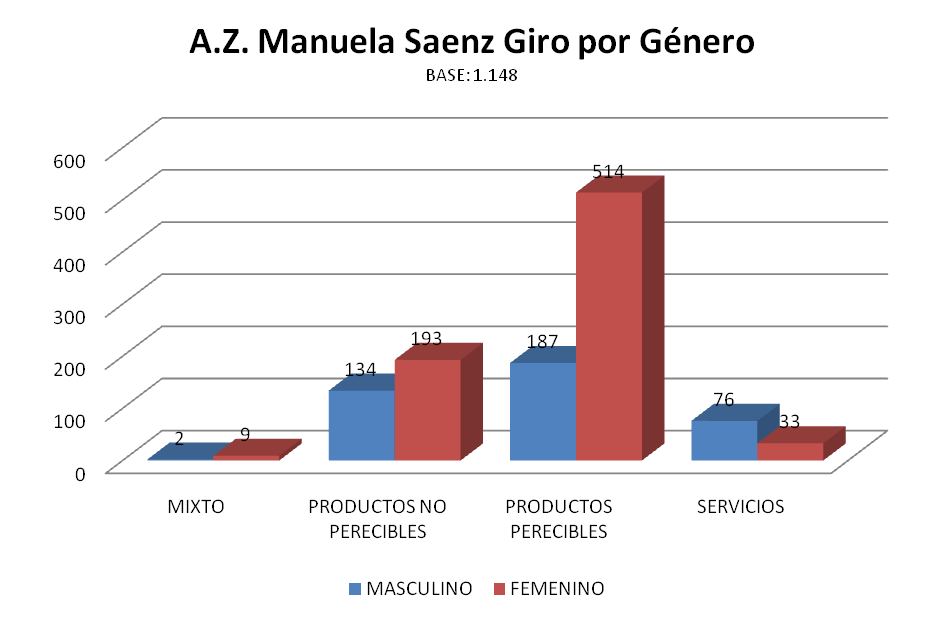 A.Z. Manuela Saenz Giro por Género
BASE: 1.148
600
500
400
300
200
100
0
2
9
134
193
187
514
76
33
MIXTO
PRODUCTOS NO
PERECIBLES
PRODUCTOS
PERECIBLES
SERVICIOS
MASCULINO
FEMENINO